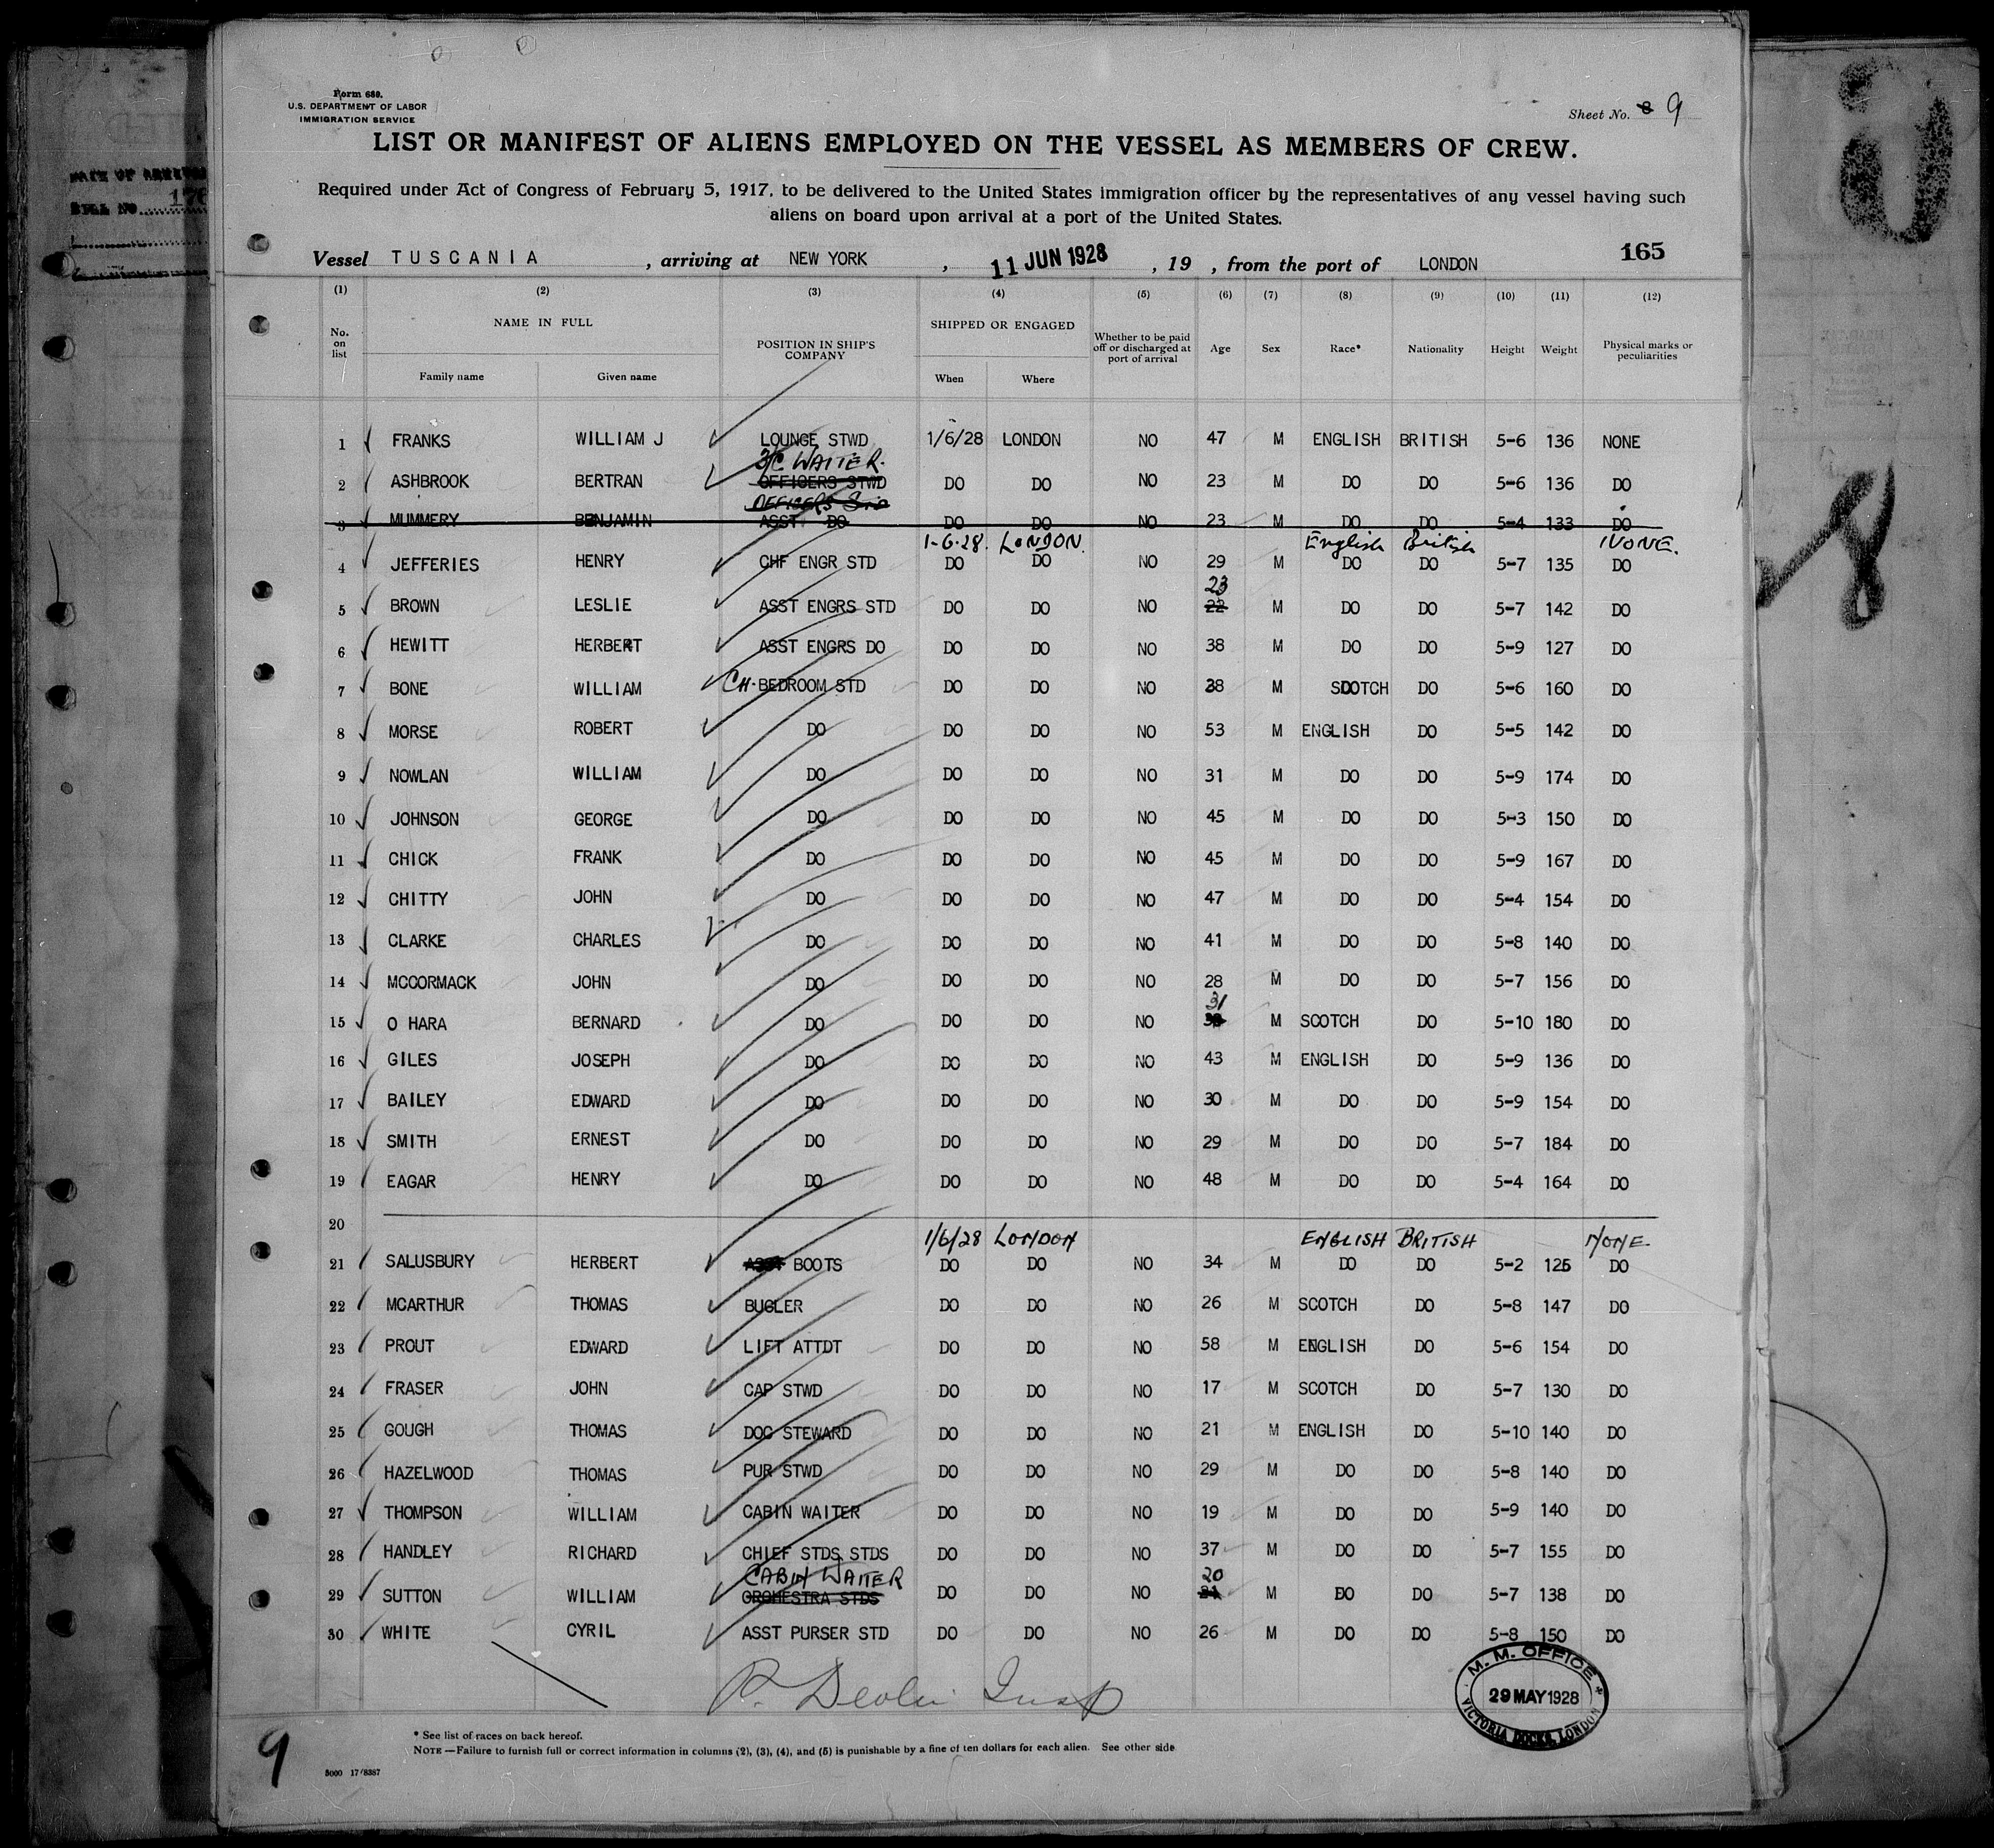 Form 689.
U.S. DEPARTMENT OF LABOR
IMMIGRATION SERVICE
Sheet No. 8 9
LIST OR MANIFEST OF ALIENS EMPLOYED ON THE VESSEL AS MEMBERS OF CREW.
Required under Act of Congress of February 5, 1917, to be delivered to the United States immigration officer by the representatives of any vessel having such
aliens on board upon arrival at a port of the United States.
165
Vessel TUSCANIA, arriving at NEW YORK, 11 JUN 1928, 19 , from the port of LONDON
(1) (2) (3) (4) (5) (6) (7) (8) (9) (10) (11) (12)
No. on list NAME IN FULL POSITION IN SHIP'S COMPANY SHIPPED OR ENGAGED Whether to be paid off or discharged at port of arrival Age Sex Race* Nationality Height Weight Physical marks or peculiarities
Family name Given name When Where
1 FRANKS WILLIAM J LOUNGE STWD 1/6/28 LONDON NO 47 M ENGLISH BRITISH 5-6 136 NONE
3/C WAITER.
2 ASHBROOK BERTRAN OFFICERS STWD DO DO NO 23 M DO DO 5-6 136 DO
OFFICERS Std
3 MUMMERY BENJAMIN ASST DO DO DO NO 23 M DO DO 5-4 133 DO
1-6-28. LONDON. English British NONE.
4 JEFFERIES HENRY CHF ENGR STD DO DO NO 29 M DO DO 5-7 135 DO
23
5 BROWN LESLIE ASST ENGRS STD DO DO NO 22 M DO DO 5-7 142 DO
6 HEWITT HERBERT ASST ENGRS DO DO DO NO 38 M DO DO 5-9 127 DO
7 BONE WILLIAM CH. BEDROOM STD DO DO NO 38 M SCOTCH DO 5-6 160 DO
8 MORSE ROBERT DO DO DO NO 53 M ENGLISH DO 5-5 142 DO
9 NOWLAN WILLIAM DO DO DO NO 31 M DO DO 5-9 174 DO
10 JOHNSON GEORGE DO DO DO NO 45 M DO DO 5-3 150 DO
11 CHICK FRANK DO DO DO NO 45 M DO DO 5-9 167 DO
12 CHITTY JOHN DO DO DO NO 47 M DO DO 5-4 154 DO
13 CLARKE CHARLES DO DO DO NO 41 M DO DO 5-8 140 DO
14 MCCORMACK JOHN DO DO DO NO 28 M DO DO 5-7 156 DO
31
15 O HARA BERNARD DO DO DO NO M SCOTCH DO 5-10 180 DO
16 GILES JOSEPH DO DO DO NO 43 M ENGLISH DO 5-9 136 DO
17 BAILEY EDWARD DO DO DO NO 30 M DO DO 5-9 154 DO
18 SMITH ERNEST DO DO DO NO 29 M DO DO 5-7 184 DO
19 EAGAR HENRY DO DO DO NO 48 M DO DO 5-4 164 DO
20
1/6/28 LONDON ENGLISH BRITISH NONE
21 SALUSBURY HERBERT ASST BOOTS DO DO NO 34 M DO DO 5-2 125 DO
22 MCARTHUR THOMAS BUGLER DO DO NO 26 M SCOTCH DO 5-8 147 DO
23 PROUT EDWARD LIFT ATTDT DO DO NO 58 M ENGLISH DO 5-6 154 DO
24 FRASER JOHN CAP STWD DO DO NO 17 M SCOTCH DO 5-7 130 DO
25 GOUGH THOMAS DOC STEWARD DO DO NO 21 M ENGLISH DO 5-10 140 DO
26 HAZELWOOD THOMAS PUR STWD DO DO NO 29 M DO DO 5-8 140 DO
27 THOMPSON WILLIAM CABIN WAITER DO DO NO 19 M DO DO 5-9 140 DO
28 HANDLEY RICHARD CHIEF STDS STDS DO DO NO 37 M DO DO 5-7 155 DO
CABIN WAITER 20
29 SUTTON WILLIAM ORCHESTRA STDS DO DO NO 21 M DO DO 5-7 138 DO
30 WHITE CYRIL ASST PURSER STD DO DO NO 26 M DO DO 5-8 150 DO
P. Devlin Insp
M. M. OFFICE
29 MAY 1928
VICTORIA DOCKS, LONDON
* See list of races on back hereof.
NOTE—Failure to furnish full or correct information in columns (2), (3), (4), and (5) is punishable by a fine of ten dollars for each alien. See other side
9
5000 17/8387